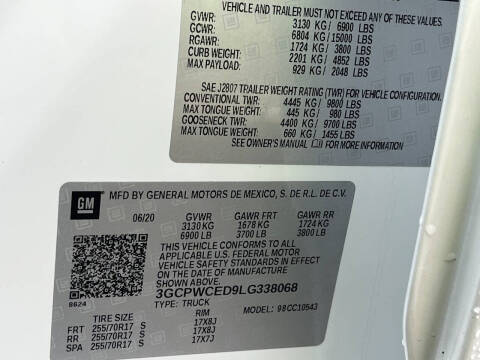 VEHICLE AND TRAILER MUST NOT EXCEED ANY OF THESE VALUES.
GVWR: 3130 KG/ 6900 LBS
GCWR: 6804 KG/ 15000 LBS
RGAWR: 1724 KG/ 3800 LBS
CURB WEIGHT: 2201 KG/ 4852 LBS
MAX PAYLOAD: 929 KG/ 2048 LBS
SAE J2807 TRAILER WEIGHT RATING (TWR) FOR VEHICLE CONFIGURATION.
CONVENTIONAL TWR: 4445 KG/ 9800 LBS
MAX TONGUE WEIGHT: 445 KG/ 980 LBS
GOOSENECK TWR: 4400 KG/ 9700 LBS
MAX TONGUE WEIGHT: 660 KG/ 1455 LBS
SEE OWNER'S MANUAL FOR MORE INFORMATION
GM MFD BY GENERAL MOTORS DE MEXICO, S. DE R.L. DE C.V.
06/20 GVWR GAWR FRT GAWR RR
3130 KG 1678 KG 1724 KG
6900 LB 3700 LB 3800 LB
THIS VEHICLE CONFORMS TO ALL
APPLICABLE U.S. FEDERAL MOTOR
VEHICLE SAFETY STANDARDS
IN EFFECT ON THE
DATE OF MANUFACTURE
SHOWN ABOVE.
3GCPWCED9LG338068
8624 TYPE: TRUCK MODEL: 98CC10543
TIRE SIZE RIM
FRT 255/70R17 S 17X8J
RR 255/70R17 S 17X8J
SPA 255/70R17 S 17X7J